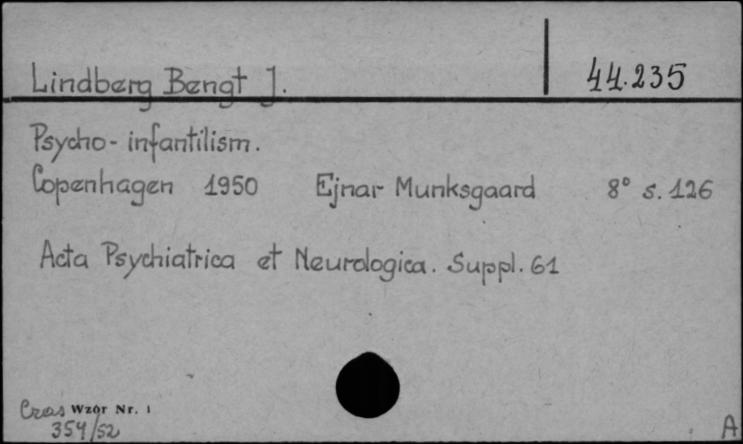 Lindberg Bengt J. 44.235
Psycho-infantilism.
Copenhagen 1950 Ejnar Munksgaard 8° s. 126
Acta Psychiatrica et Neurologica. Suppl. 61
Czas Wzór Nr. 1
354/52 A